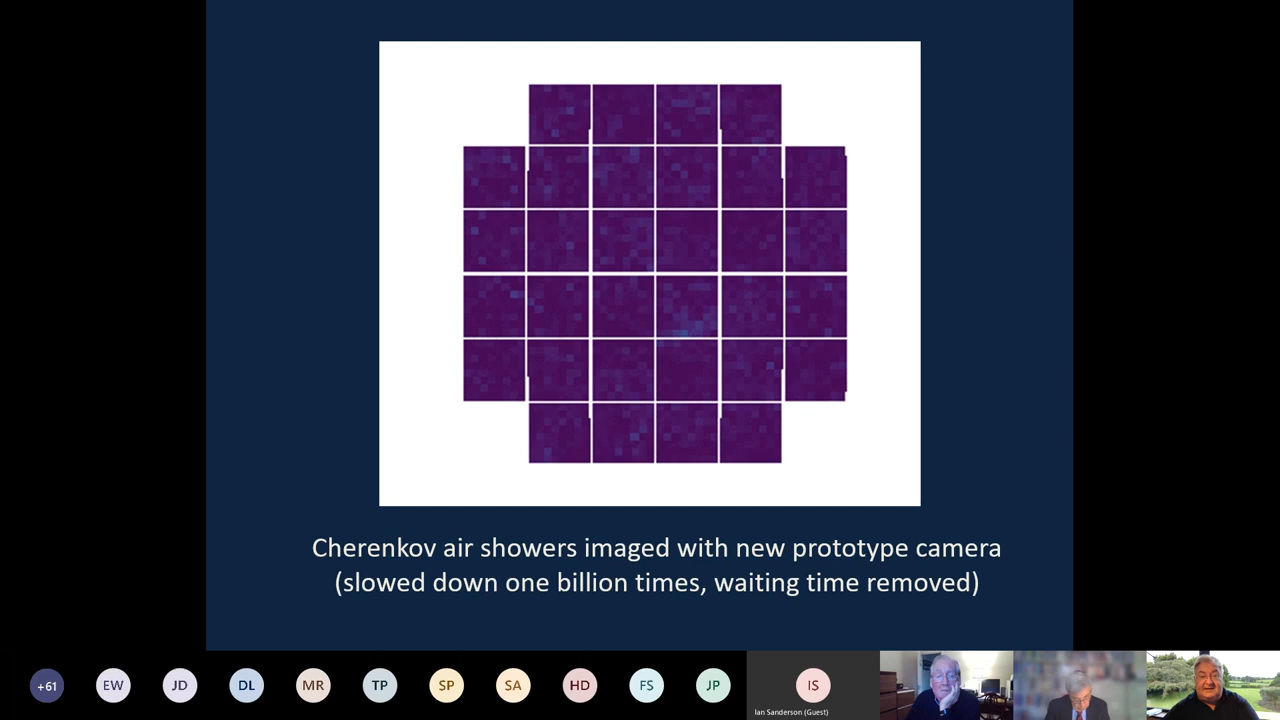 Cherenkov air showers imaged with new prototype camera
(slowed down one billion times, waiting time removed)
+61
EW
JD
DL
MR
TP
SP
SA
HD
FS
JP
IS
Ian Sanderson (Guest)